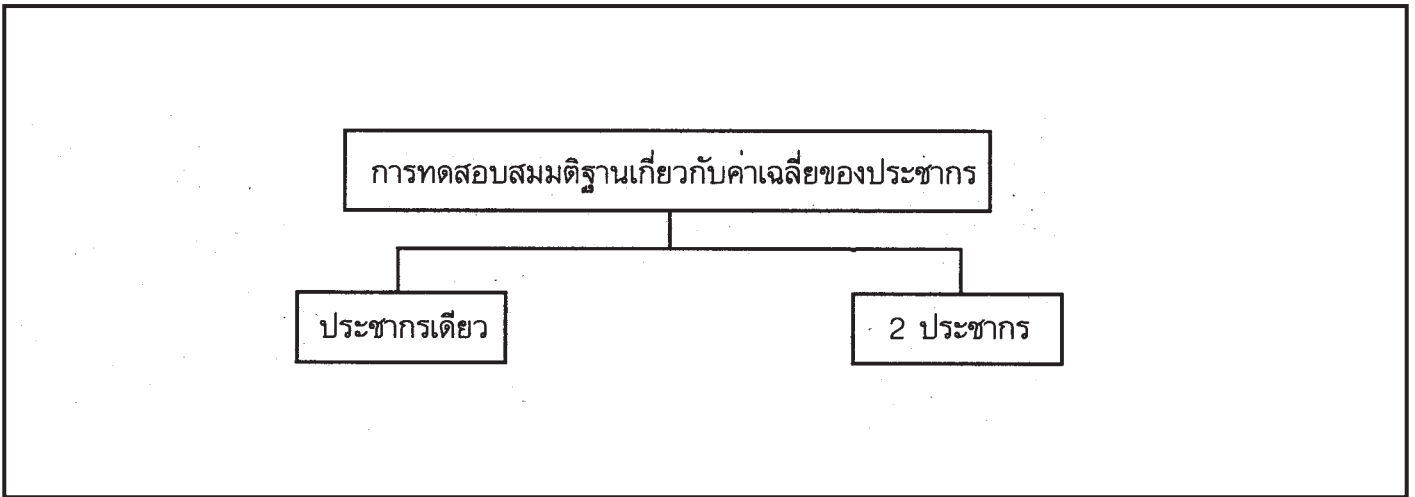 การทดสอบสมมติฐานเกี่ยวกับค่าเฉลี่ยของประชากร
ประชากรเดียว
2 ประชากร